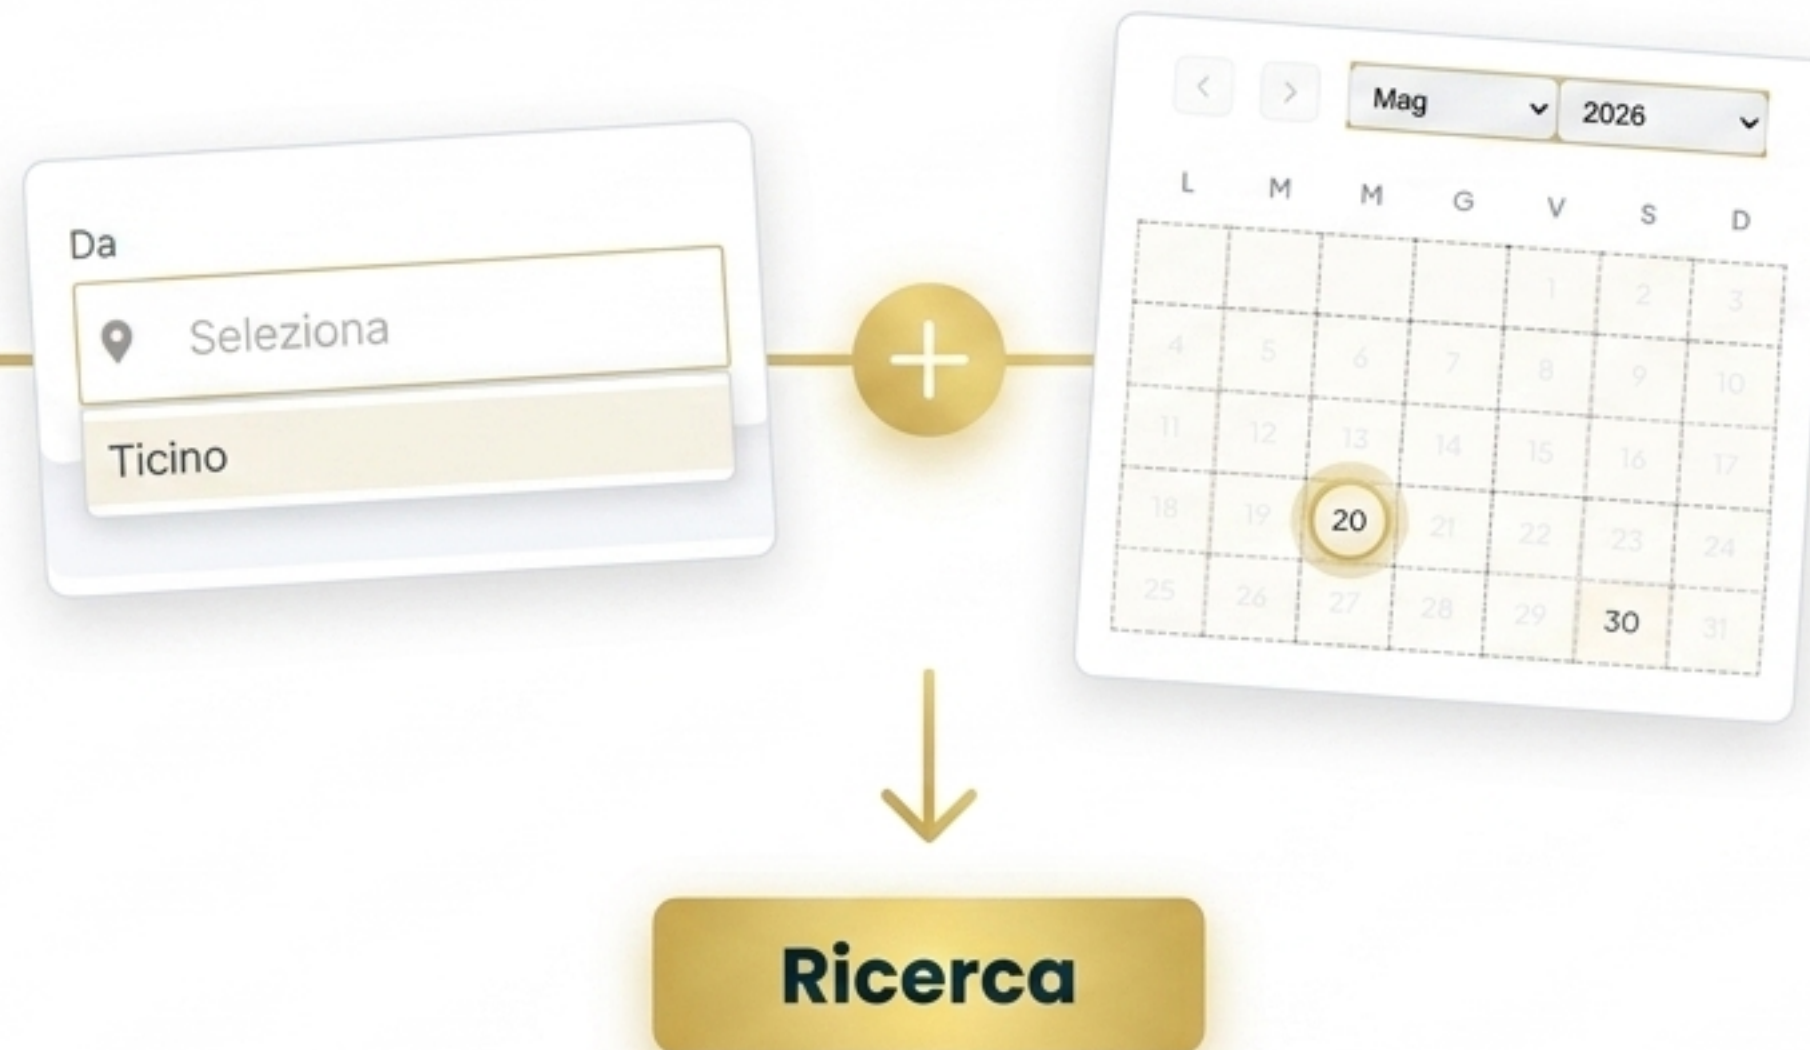 Da
Seleziona
Ticino
Mag 2026
L M M G V S D
1 2 3
4 5 6 7 8 9 10
11 12 13 14 15 16 17
18 19 20 21 22 23 24
25 26 27 28 29 30 31
Ricerca